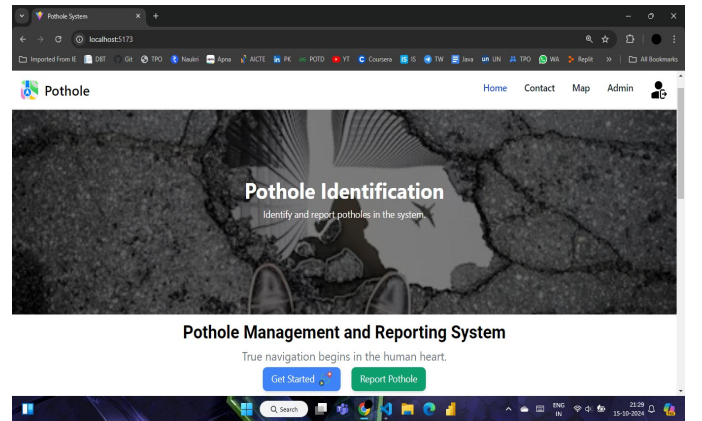 Pothole System
localhost:5173
Imported From IE DBT Git TPO Naukri Apna AICTE PK POTD YT Coursera IS IS TW Java un UN TPO WA Replit » All Bookmarks
Pothole
Home Contact Map Admin
Pothole Identification
Identify and report potholes in the system.
Pothole Management and Reporting System
True navigation begins in the human heart.
Get Started
Report Pothole
Search
ENG
IN
21:29
15-10-2024